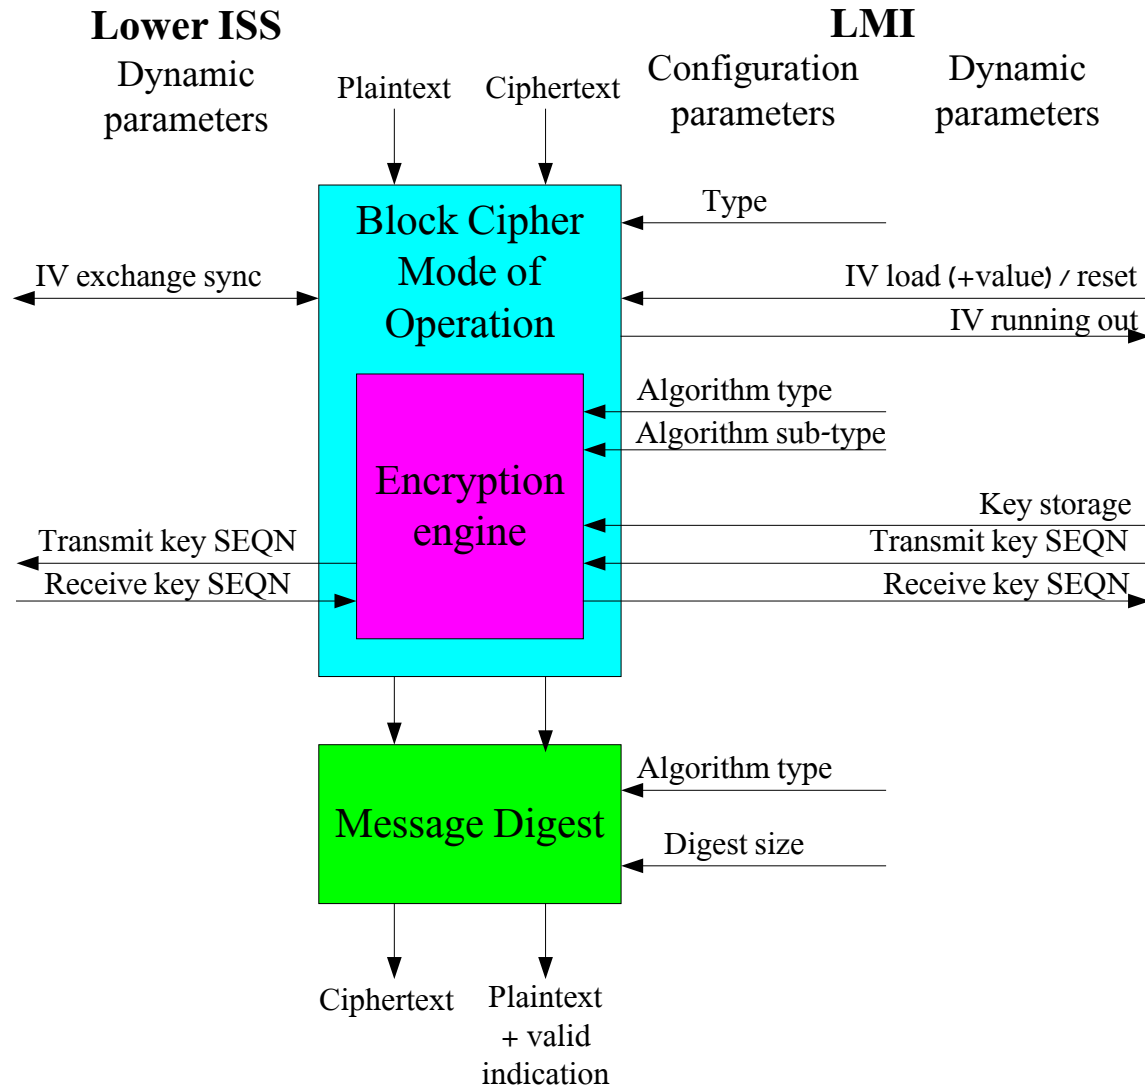 Lower ISS
LMI
Dynamic
parameters
Plaintext
Ciphertext
Configuration
parameters
Dynamic
parameters
Block Cipher
Mode of
Operation
Type
IV exchange sync
IV load (+value) / reset
IV running out
Algorithm type
Algorithm sub-type
Encryption
engine
Key storage
Transmit key SEQN
Transmit key SEQN
Receive key SEQN
Receive key SEQN
Message Digest
Algorithm type
Digest size
Ciphertext
Plaintext
+ valid
indication